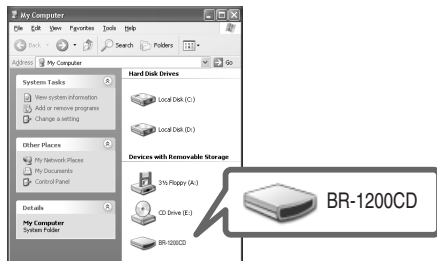 My Computer
File Edit View Favorites Tools Help
Back Search Folders
Address My Computer Go
System Tasks
View system information
Add or remove programs
Change a setting
Other Places
My Network Places
My Documents
Control Panel
Details
My Computer
System Folder
Hard Disk Drives
Local Disk (C:)
Local Disk (D:)
Devices with Removable Storage
3½ Floppy (A:)
CD Drive (E:)
BR-1200CD
BR-1200CD